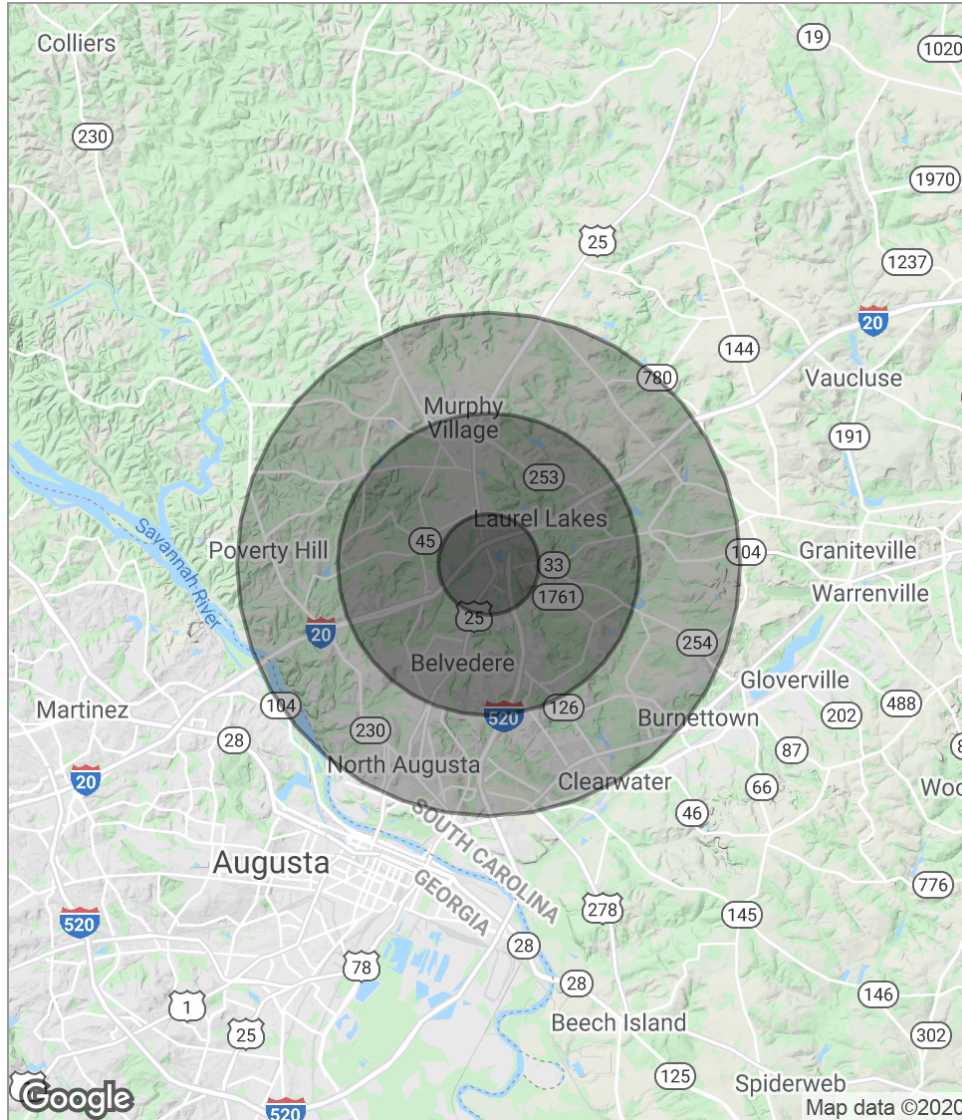 Colliers
19
1020
230
1970
25
1237
20
144
780
Vaucluse
Murphy
Village
191
253
Laurel Lakes
45
Poverty Hill
33
104
Graniteville
Savannah River
1761
Warrenville
25
20
254
Belvedere
Gloverville
104
Martinez
520
126
Burnettown
202
488
28
230
87
North Augusta
20
Clearwater
66
Woo
46
SOUTH CAROLINA
Augusta
GEORGIA
776
520
278
145
28
78
28
146
1
25
Beech Island
302
125
Spiderweb
Google
520
Map data ©2020